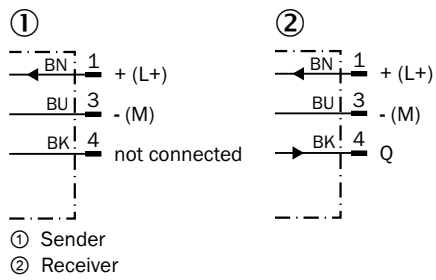 ① ②
BN 1 + (L+) BN 1 + (L+)
BU 3 - (M) BU 3 - (M)
BK 4 not connected BK 4 Q
① Sender
② Receiver